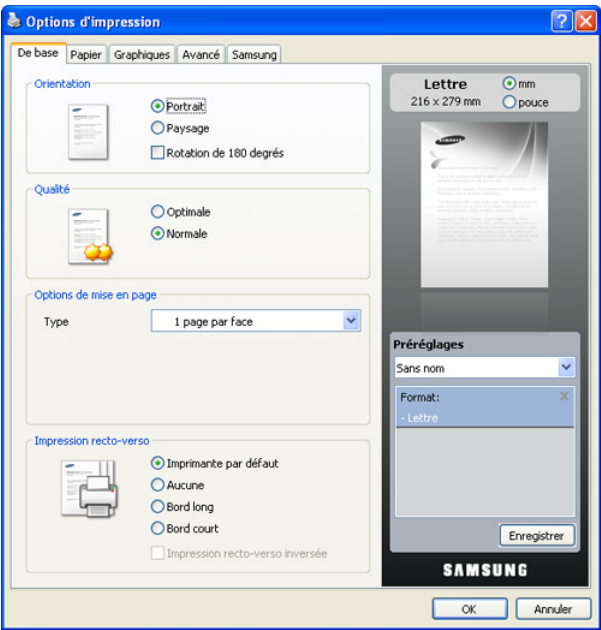 Options d'impression
De base Papier Graphiques Avancé Samsung
Orientation
Portrait
Paysage
Rotation de 180 degrés
Qualité
Optimale
Normale
Options de mise en page
Type 1 page par face
Impression recto-verso
Imprimante par défaut
Aucune
Bord long
Bord court
Impression recto-verso inversée
Lettre mm
216 x 279 mm pouce
Préréglages
Sans nom
Format: X
- Lettre
Enregistrer
SAMSUNG
OK Annuler